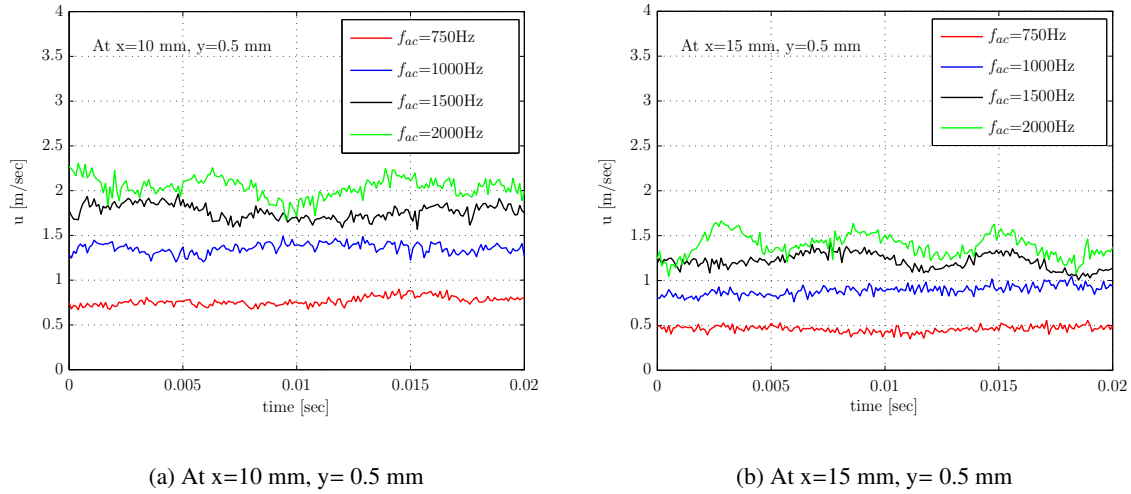 4
3.5
3
2.5
2
1.5
1
0.5
0
u [m/sec]
At x=10 mm, y=0.5 mm
f_ac=750Hz
f_ac=1000Hz
f_ac=1500Hz
f_ac=2000Hz
0 0.005 0.01 0.015 0.02
time [sec]
(a) At x=10 mm, y= 0.5 mm
4
3.5
3
2.5
2
1.5
1
0.5
0
u [m/sec]
At x=15 mm, y=0.5 mm
f_ac=750Hz
f_ac=1000Hz
f_ac=1500Hz
f_ac=2000Hz
0 0.005 0.01 0.015 0.02
time [sec]
(b) At x=15 mm, y= 0.5 mm